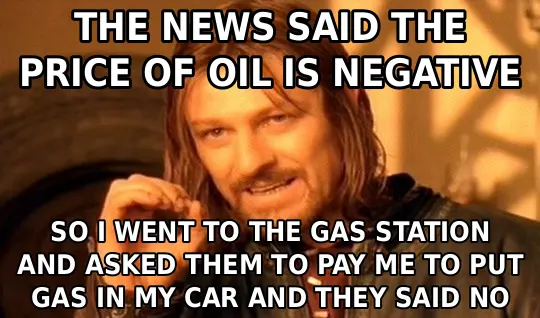 THE NEWS SAID THE
PRICE OF OIL IS NEGATIVE
SO I WENT TO THE GAS STATION
AND ASKED THEM TO PAY ME TO PUT
GAS IN MY CAR AND THEY SAID NO